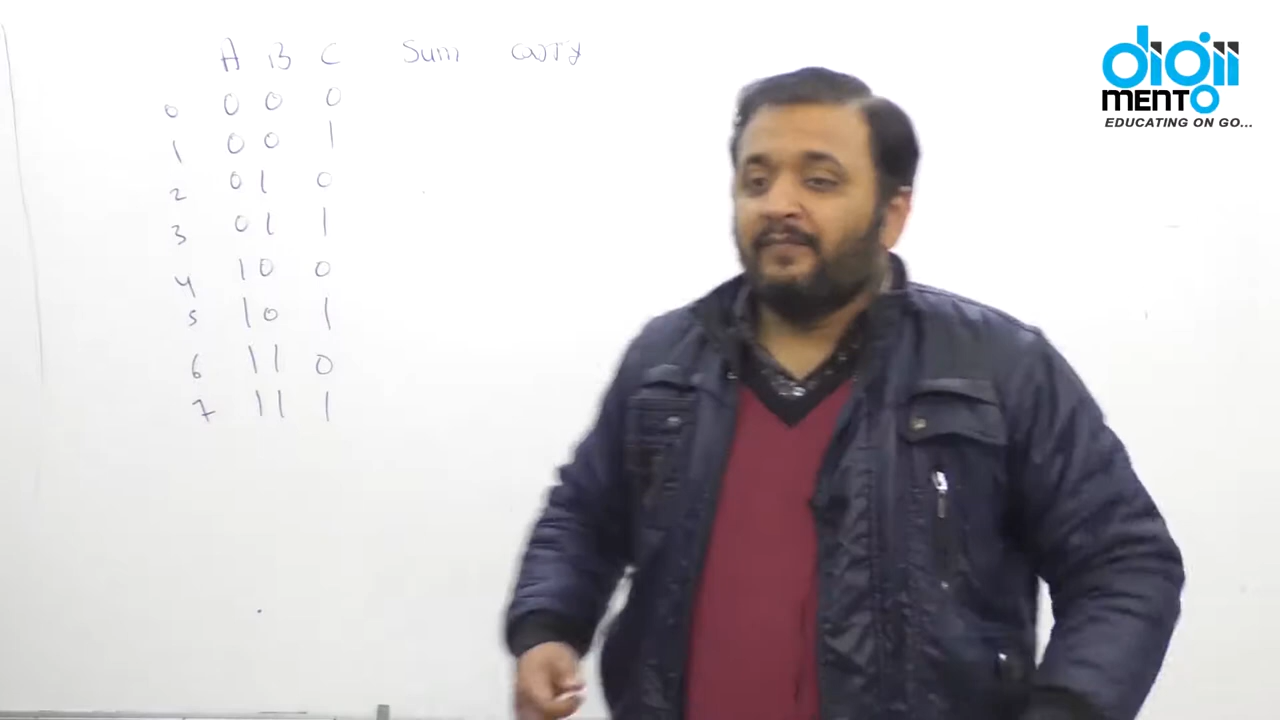 A B C Sum carry
0 0 0 0
1 0 0 1
2 0 1 0
3 0 1 1
4 1 0 0
5 1 0 1
6 1 1 0
7 1 1 1
digii
MENTO
EDUCATING ON GO...